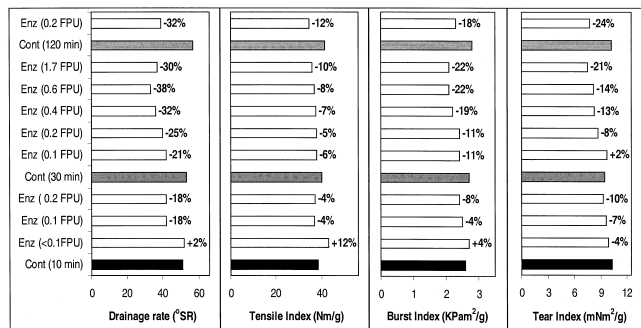 Enz (0.2 FPU) -32% -12% -18% -24%
Cont (120 min)
Enz (1.7 FPU) -30% -10% -22% -21%
Enz (0.6 FPU) -38% -8% -22% -14%
Enz (0.4 FPU) -32% -7% -19% -13%
Enz (0.2 FPU) -25% -5% -11% -8%
Enz (0.1 FPU) -21% -6% -11% +2%
Cont (30 min)
Enz ( 0.2 FPU) -18% -4% -8% -10%
Enz (0.1 FPU) -18% -4% -4% -7%
Enz (<0.1FPU) +2% +12% +4% -4%
Cont (10 min)
0 20 40 60 0 20 40 0 1 2 3 0 3 6 9 12
Drainage rate (°SR) Tensile Index (Nm/g) Burst Index (KPam²/g) Tear Index (mNm²/g)